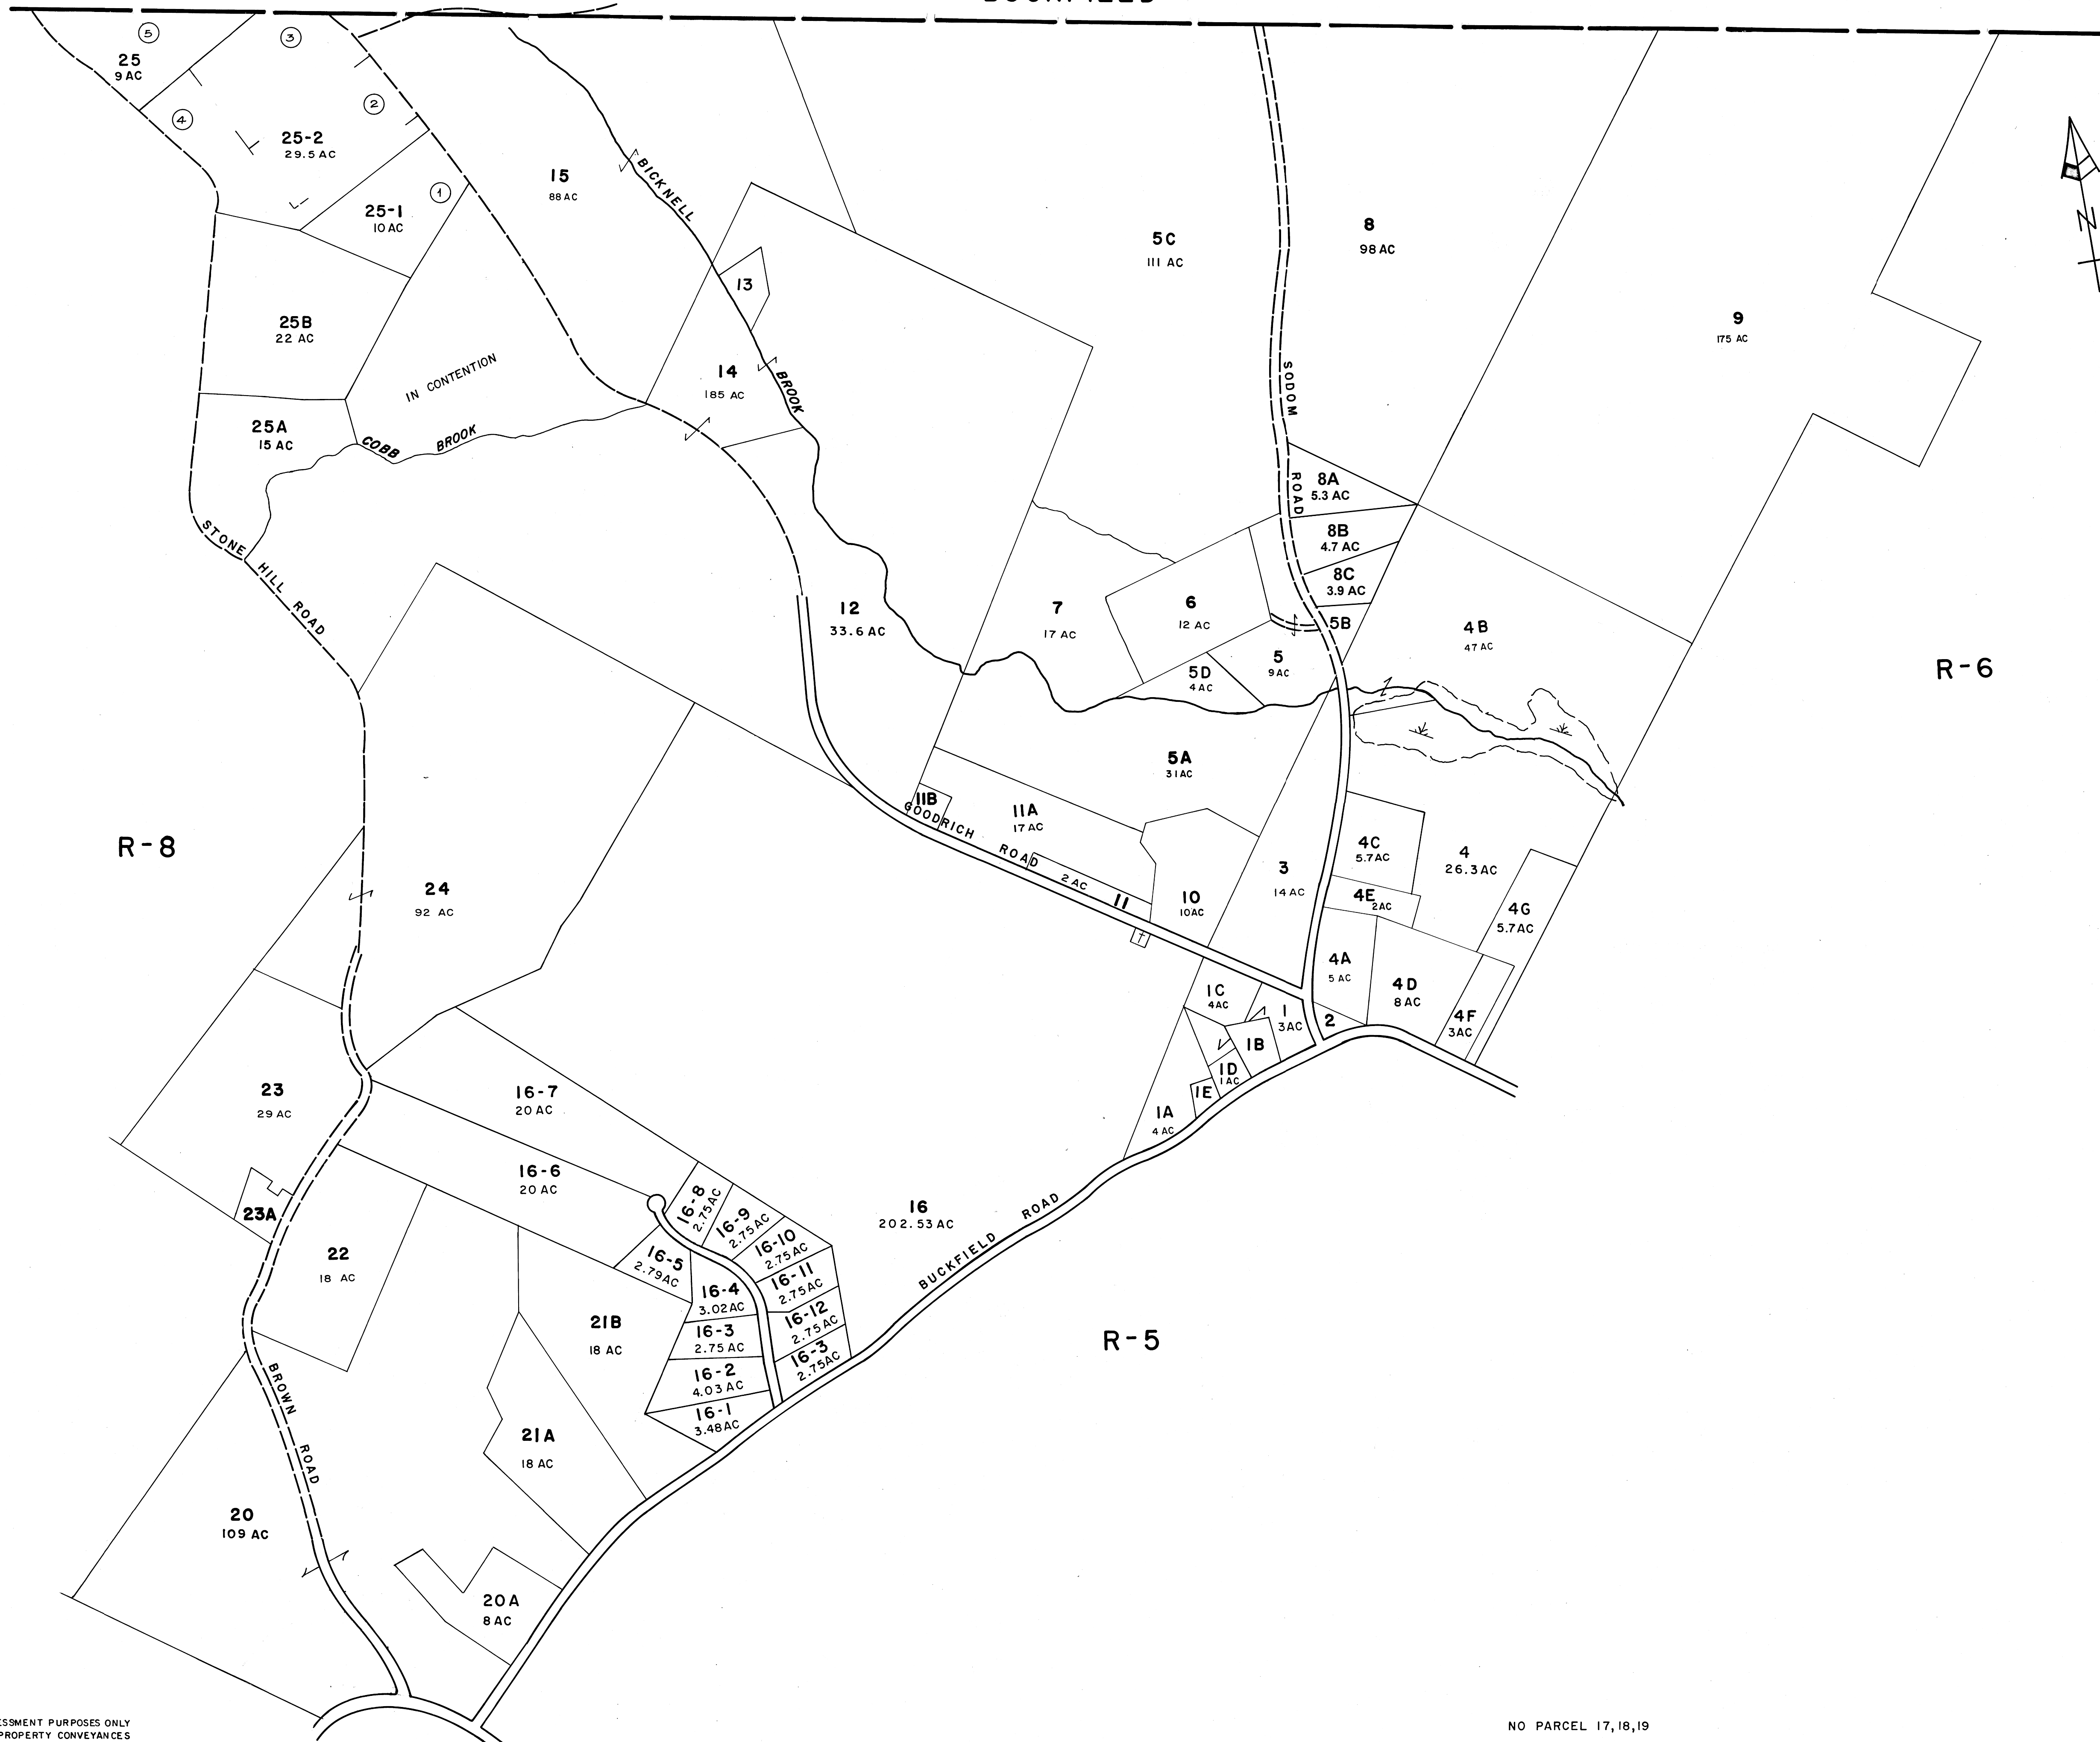 BUCKFIELD
5
3
25
9 AC
2
4
25-2
29.5 AC
15
88 AC
BICKNELL
BROOK
1
25-1
10 AC
5C
111 AC
8
98 AC
N
13
9
175 AC
25B
22 AC
IN CONTENTION
14
185 AC
SODOM
ROAD
25A
15 AC
COBB
BROOK
8A
5.3 AC
8B
4.7 AC
8C
3.9 AC
STONE
HILL
ROAD
12
33.6 AC
7
17 AC
6
12 AC
5B
4B
47 AC
5
9 AC
5D
4 AC
R-6
5A
31 AC
11B
GOODRICH
ROAD
11A
17 AC
R-8
4C
5.7 AC
4
26.3 AC
3
14 AC
2 AC
11
10
10 AC
4E
2 AC
4G
5.7 AC
24
92 AC
4A
5 AC
4D
8 AC
1C
4 AC
1
3 AC
2
4F
3 AC
1B
1D
1 AC
1E
1A
4 AC
23
29 AC
16-7
20 AC
16-6
20 AC
23A
16-8
2.75 AC
16-9
2.75 AC
16
202.53 AC
BUCKFIELD
ROAD
16-10
2.75 AC
22
18 AC
16-5
2.79 AC
16-11
2.75 AC
16-4
3.02 AC
16-12
2.75 AC
21B
18 AC
16-3
2.75 AC
16-3
2.75 AC
R-5
16-2
4.03 AC
16-1
3.48 AC
BROWN
ROAD
21A
18 AC
20
109 AC
20A
8 AC
ESSMENT PURPOSES ONLY
PROPERTY CONVEYANCES
NO PARCEL 17,18,19